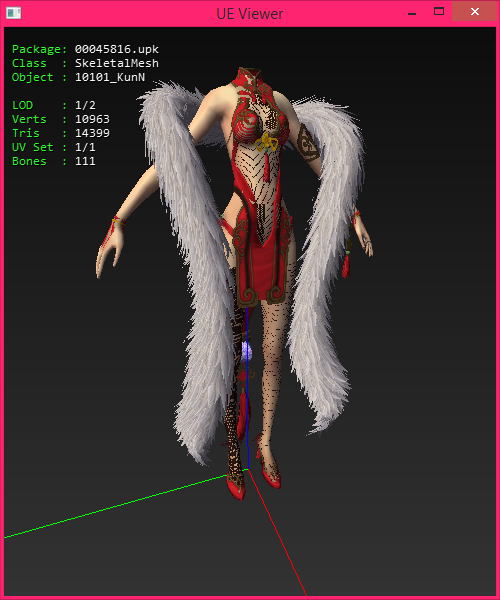 UE Viewer
Package: 00045816.upk
Class  : SkeletalMesh
Object : 10101_KunN
LOD    : 1/2
Verts  : 10963
Tris   : 14399
UV Set : 1/1
Bones  : 111